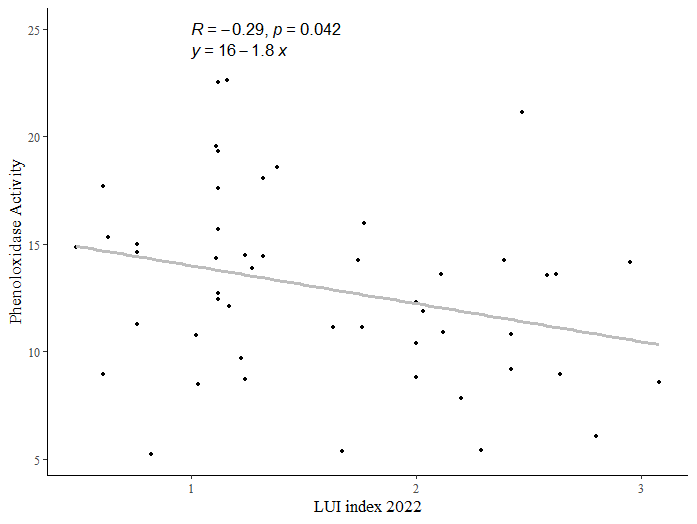 R = −0.29, p = 0.042
y = 16 − 1.8 x
25
20
15
10
5
Phenoloxidase Activity
1 2 3
LUI index 2022